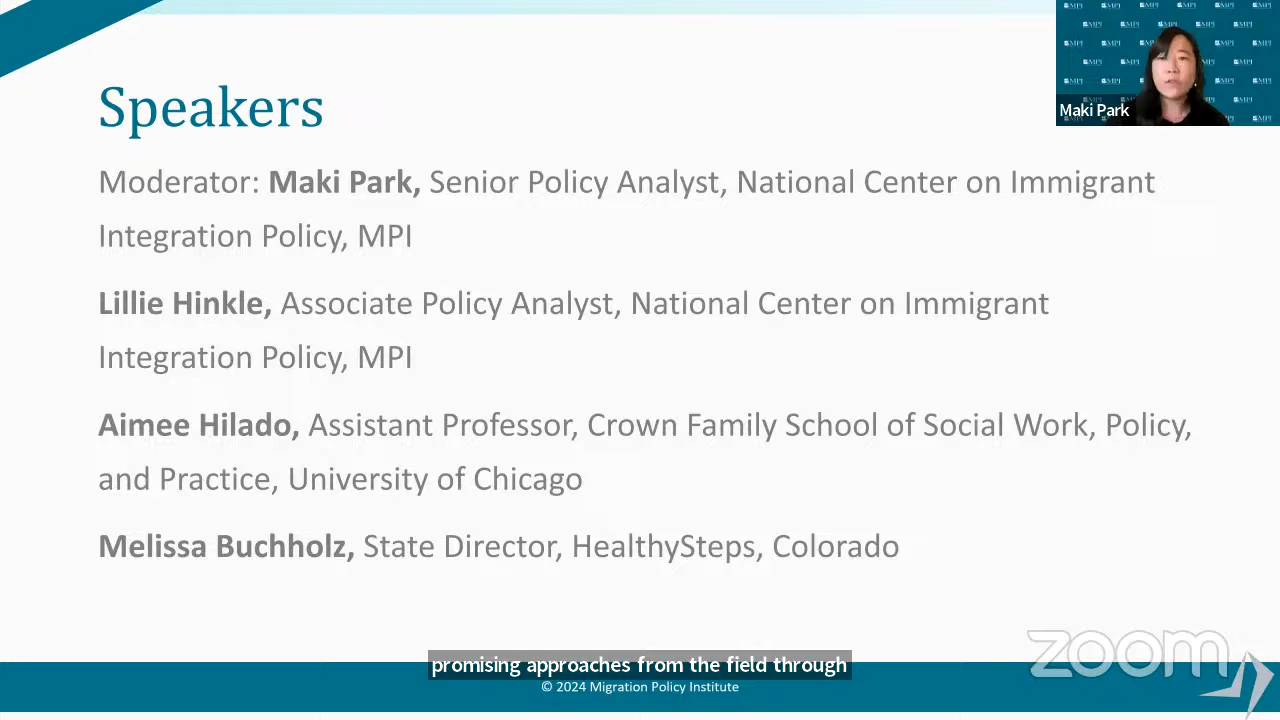 Speakers
Moderator: Maki Park, Senior Policy Analyst, National Center on Immigrant
Integration Policy, MPI
Lillie Hinkle, Associate Policy Analyst, National Center on Immigrant
Integration Policy, MPI
Aimee Hilado, Assistant Professor, Crown Family School of Social Work, Policy,
and Practice, University of Chicago
Melissa Buchholz, State Director, HealthySteps, Colorado
MPI
Maki Park
zoom
promising approaches from the field through
© 2024 Migration Policy Institute